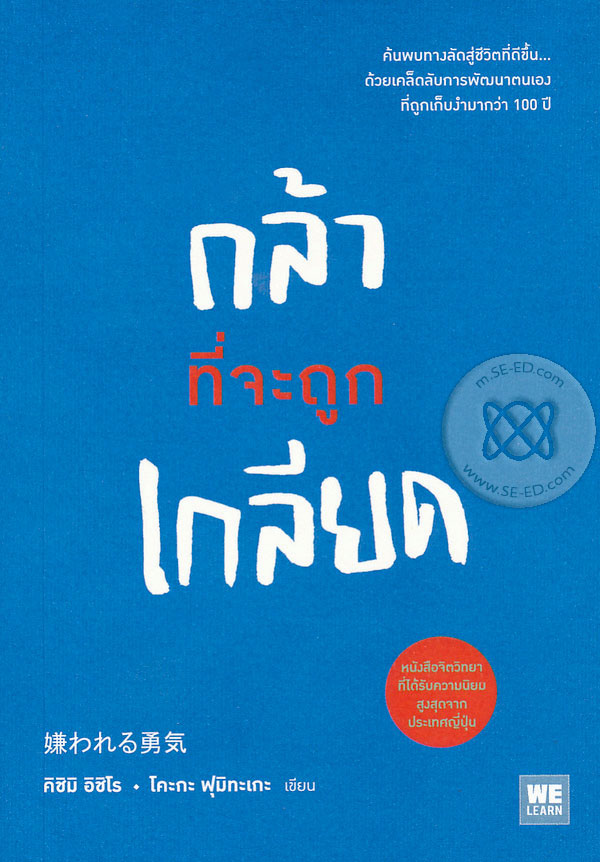 ค้นพบทางลัดสู่ชีวิตที่ดีขึ้น...
ด้วยเคล็ดลับการพัฒนาตนเอง
ที่ถูกเก็บงำมากว่า 100 ปี
กล้า
ที่จะถูก
เกลียด
m.SE-ED.com
www.SE-ED.com
หนังสือจิตวิทยา
ที่ได้รับความนิยม
สูงสุดจาก
ประเทศญี่ปุ่น
嫌われる勇気
คิชิมิ อิชิโร • โคะกะ ฟุมิทะเกะ เขียน
WE
LEARN